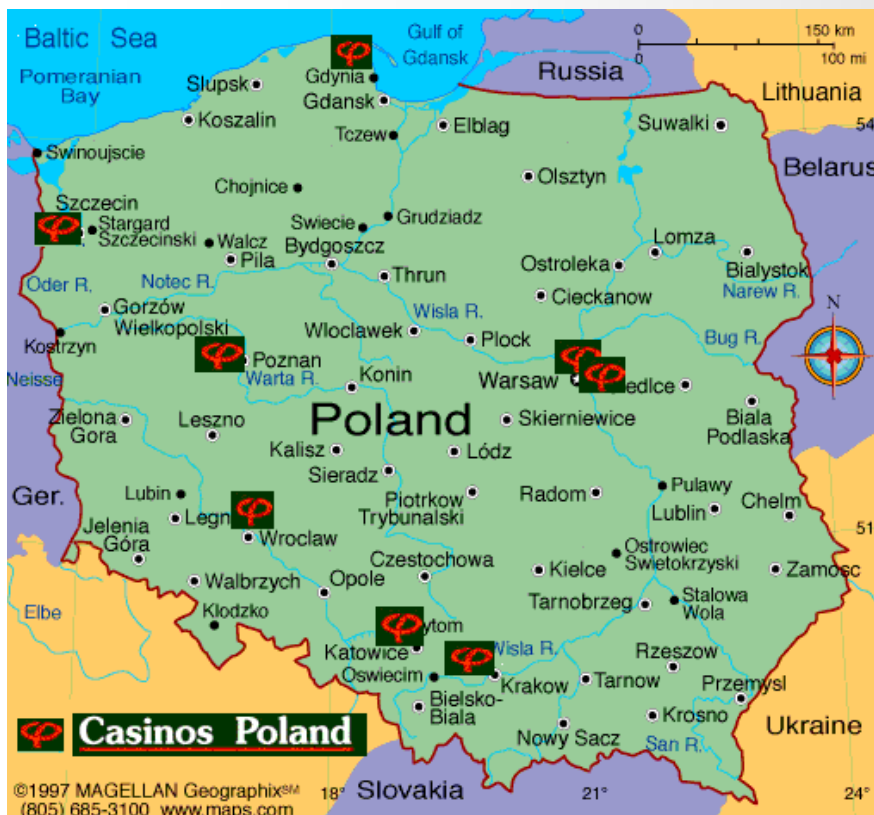 Baltic Sea
Gulf of
Gdansk
0
150 km
0
100 mi
Pomeranian
Bay
Russia
Lithuania
Slupsk
Gdynia
Gdansk
Koszalin
Tczew
Elblag
Suwalki
54
Swinoujscie
Belarus
Chojnice
Olsztyn
Szczecin
Stargard
Szczecinski
Swiecie
Grudziadz
Walcz
Bydgoszcz
Lomza
Pila
Ostroleka
Bialystok
Oder R.
Notec R.
Thrun
Cieckanow
Narew R.
Gorzów
Wielkopolski
Wisla R.
N
Kostrzyn
Wloclawek
Plock
Bug R.
Poznan
Neisse
Warta R.
Konin
Warsaw
edlce
Zielona
Gora
Leszno
Poland
Skierniewice
Biala
Podlaska
Kalisz
Lódz
Sieradz
Ger.
Lubin
Piotrkow
Trybunalski
Radom
Pulawy
Lublin
Chelm
Legn
Wroclaw
51
Jelenia
Góra
Czestochowa
Ostrowiec
Swietokrzyski
Walbrzych
Opole
Kielce
Zamosc
Elbe
Klodzko
Tarnobrzeg
Stalowa
Wola
ytom
Katowice
Wisla R.
Rzeszow
Oswiecim
Krakow
Tarnow
Przemysl
Bielsko-
Biala
Krosno
Ukraine
Casinos Poland
Nowy Sacz
San R.
©1997 MAGELLAN Geographix℠
(805) 685-3100 www.maps.com
18°
Slovakia
21°
24°